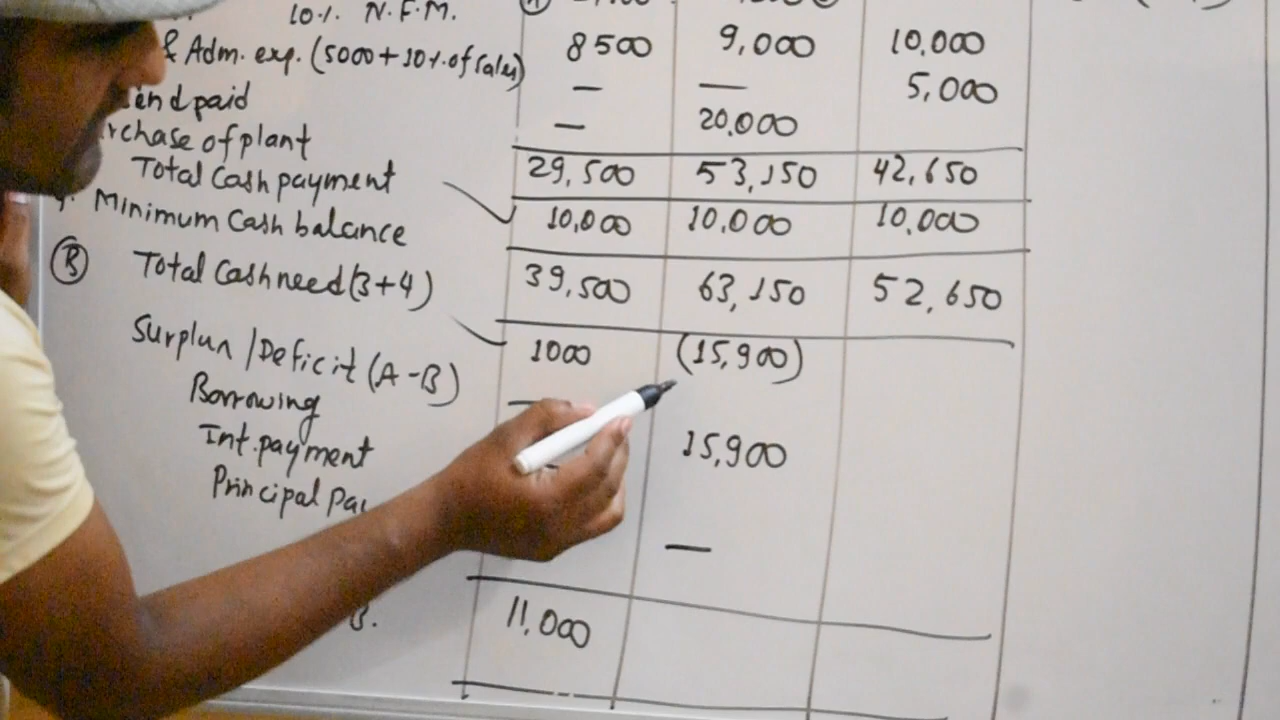 10%. N.F.M.
& Adm. exp. (5000+10%.of sales) 8500 9,000 10,000
end paid — — 5,000
rchase of plant — 20,000
Total Cash payment 29,500 53,150 42,650
4. Minimum Cash balance 10,000 10,000 10,000
B Total Cash need (3+4) 39,500 63,150 52,650
Surplun/Deficit (A-B) 1000 (15,900)
Borrowing — 15,900
Int. payment —
Principal pa —
B. 11,000